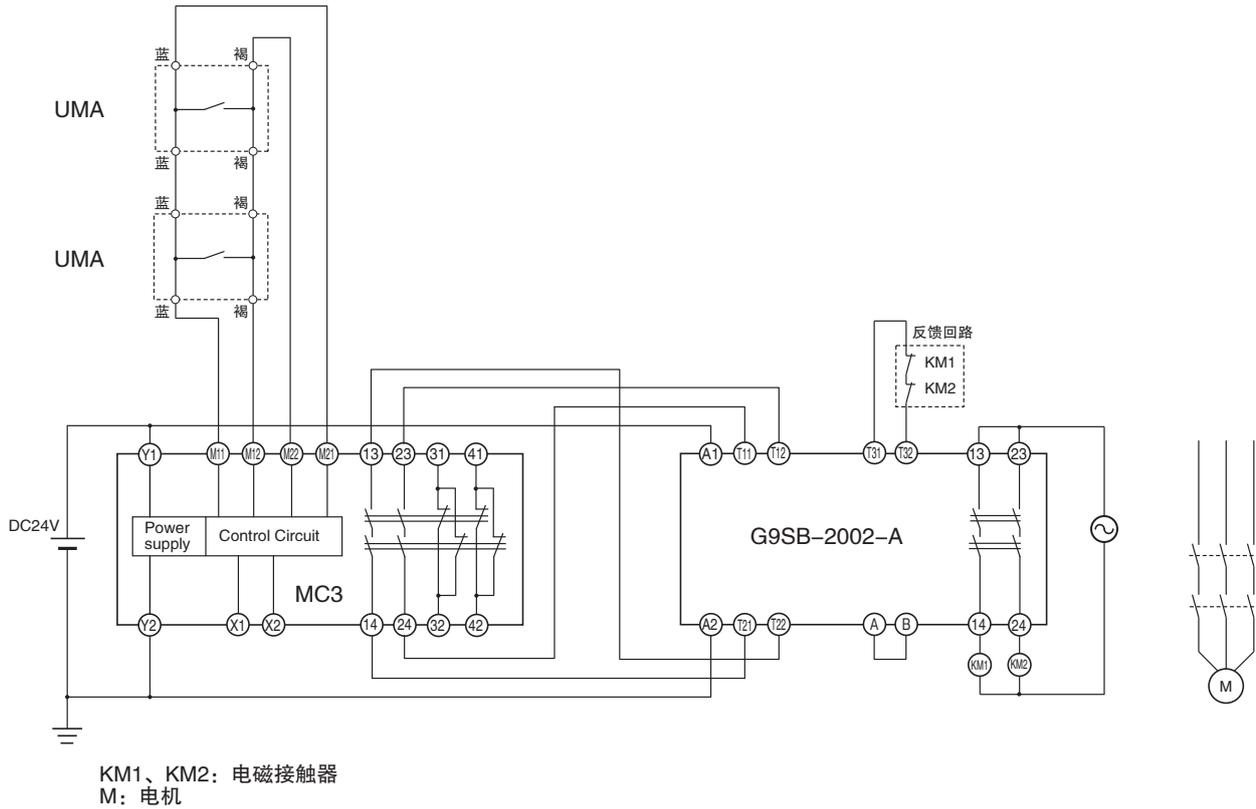 蓝 褐
UMA
蓝 褐
蓝 褐
UMA
蓝 褐
反馈回路
KM1
KM2
Y1 M11 M12 M22 M21 13 23 31 41 A1 T11 T12 T31 T32 13 23
DC24V
Power supply
Control Circuit
MC3
G9SB-2002-A
Y2 X1 X2 14 24 32 42 A2 T21 T22 A B 14 24
KM1 KM2
M
KM1、KM2：电磁接触器
M：电机